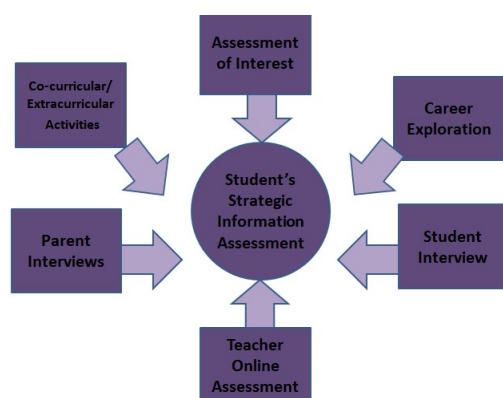 Assessment
of Interest
Co-curricular/
Extracurricular
Activities
Career
Exploration
Student's
Strategic
Information
Assessment
Parent
Interviews
Student
Interview
Teacher
Online
Assessment